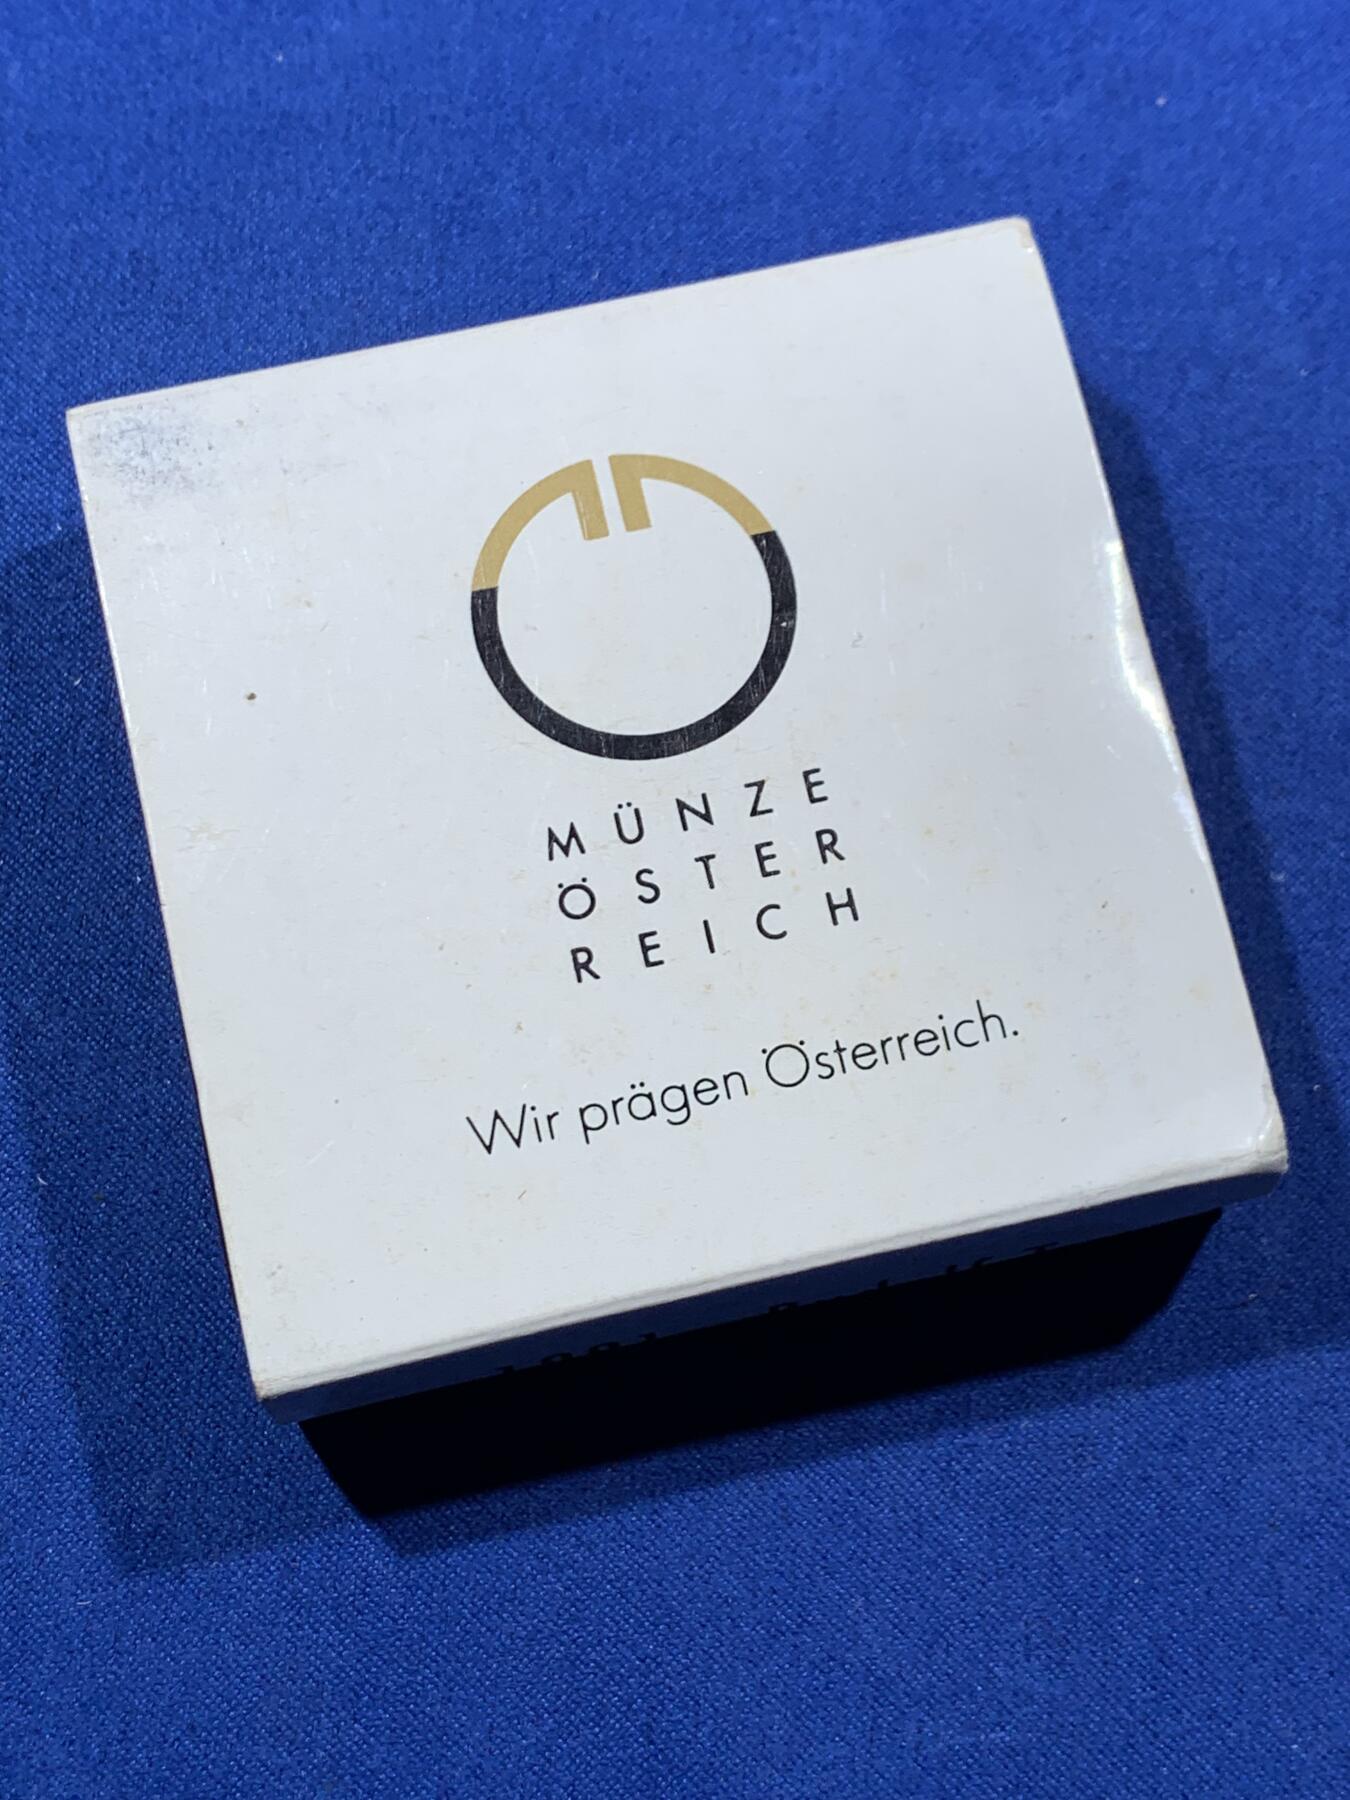 MÜNZE
ÖSTER
REICH
Wir prägen Österreich.